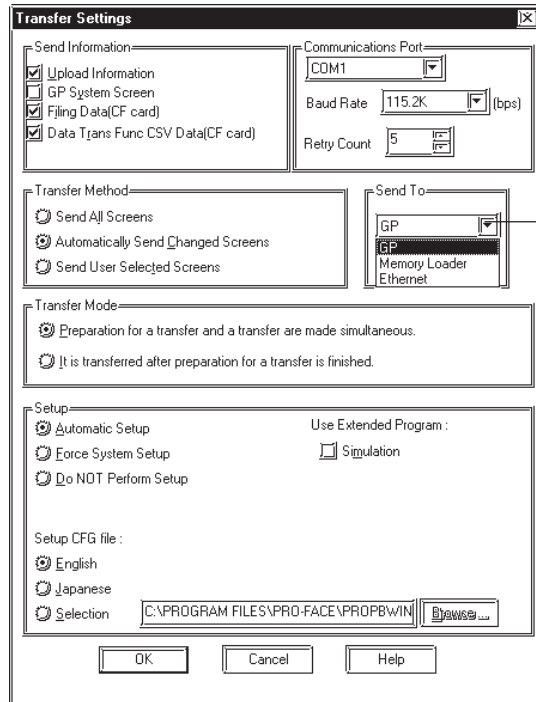 Transfer Settings
Send Information
Upload Information
GP System Screen
Filing Data(CF card)
Data Trans Func CSV Data(CF card)
Communications Port
COM1
Baud Rate 115.2K (bps)
Retry Count 5
Transfer Method
Send All Screens
Automatically Send Changed Screens
Send User Selected Screens
Send To
GP
GP
Memory Loader
Ethernet
Transfer Mode
Preparation for a transfer and a transfer are made simultaneous.
It is transferred after preparation for a transfer is finished.
Setup
Automatic Setup
Force System Setup
Do NOT Perform Setup
Use Extended Program :
Simulation
Setup CFG file :
English
Japanese
Selection C:\PROGRAM FILES\PRO-FACE\PROPBWIN Browse ...
OK Cancel Help